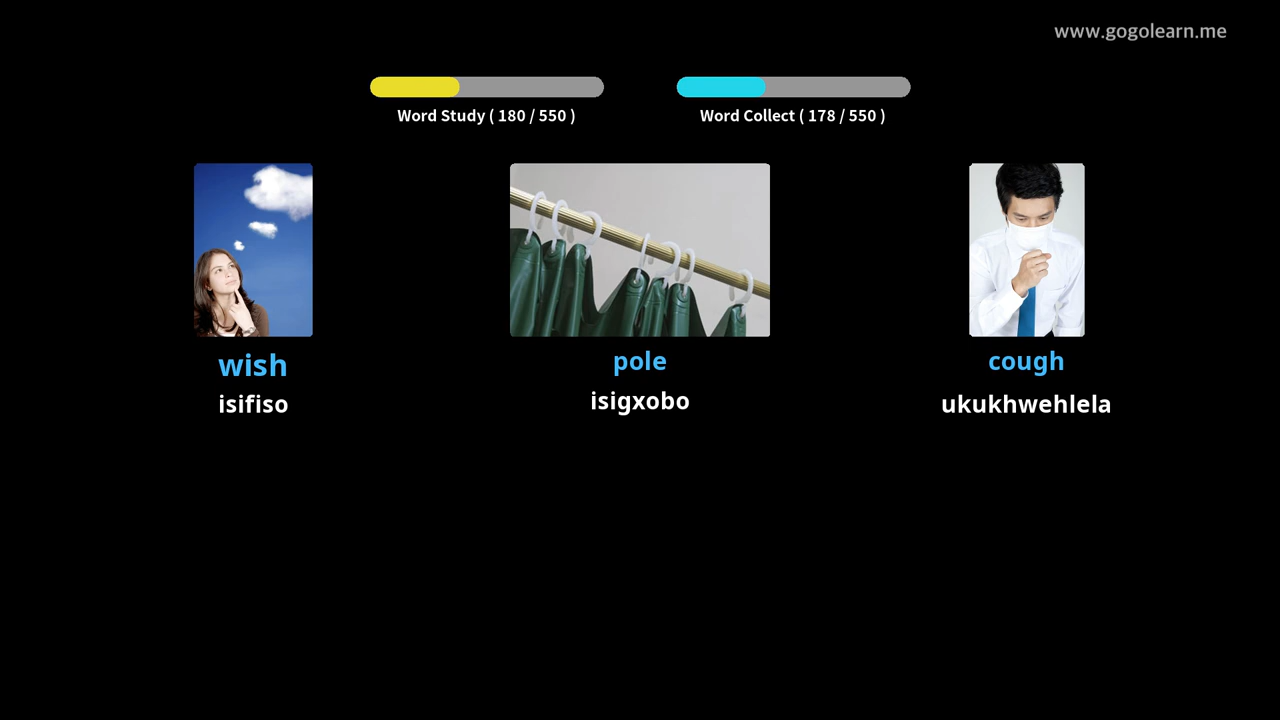 www.gogolearn.me
Word Study ( 180 / 550 )
Word Collect ( 178 / 550 )
wish
isifiso
pole
isigxobo
cough
ukukhwehlela